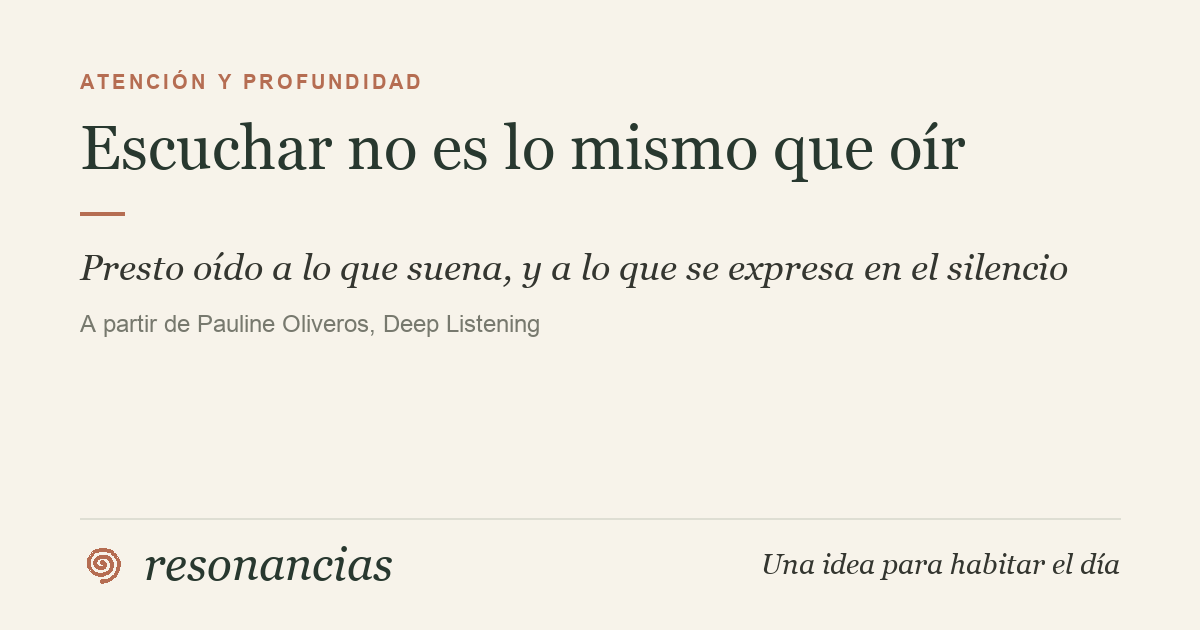 ATENCIÓN Y PROFUNDIDAD
Escuchar no es lo mismo que oír
Presto oído a lo que suena, y a lo que se expresa en el silencio
A partir de Pauline Oliveros, Deep Listening
resonancias
Una idea para habitar el día